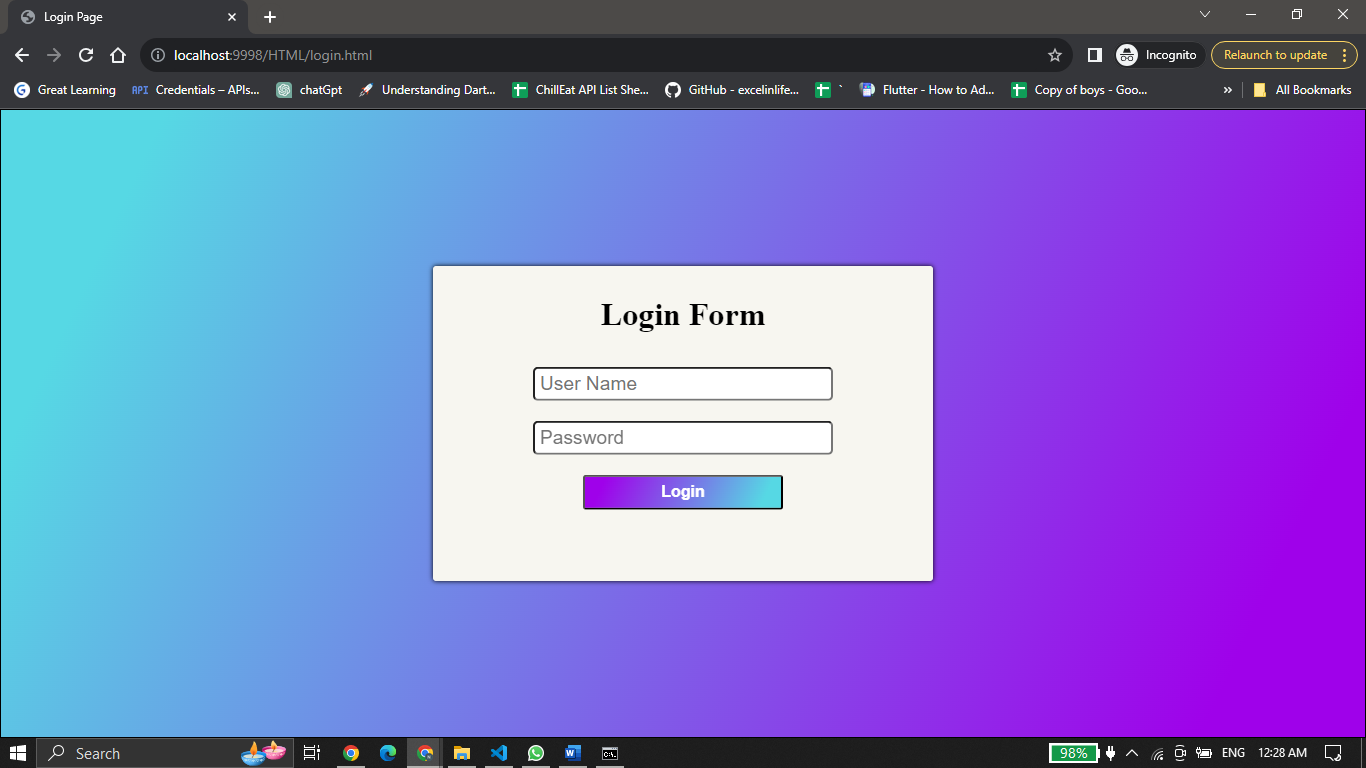 Login Page
localhost:9998/HTML/login.html
Incognito
Relaunch to update
Great Learning
API Credentials – APIs...
chatGpt
Understanding Dart...
ChillEat API List She...
GitHub - excelinlife...
`
Flutter - How to Ad...
Copy of boys - Goo...
»
All Bookmarks
Login Form
User Name
Password
Login
Search
98%
ENG
12:28 AM